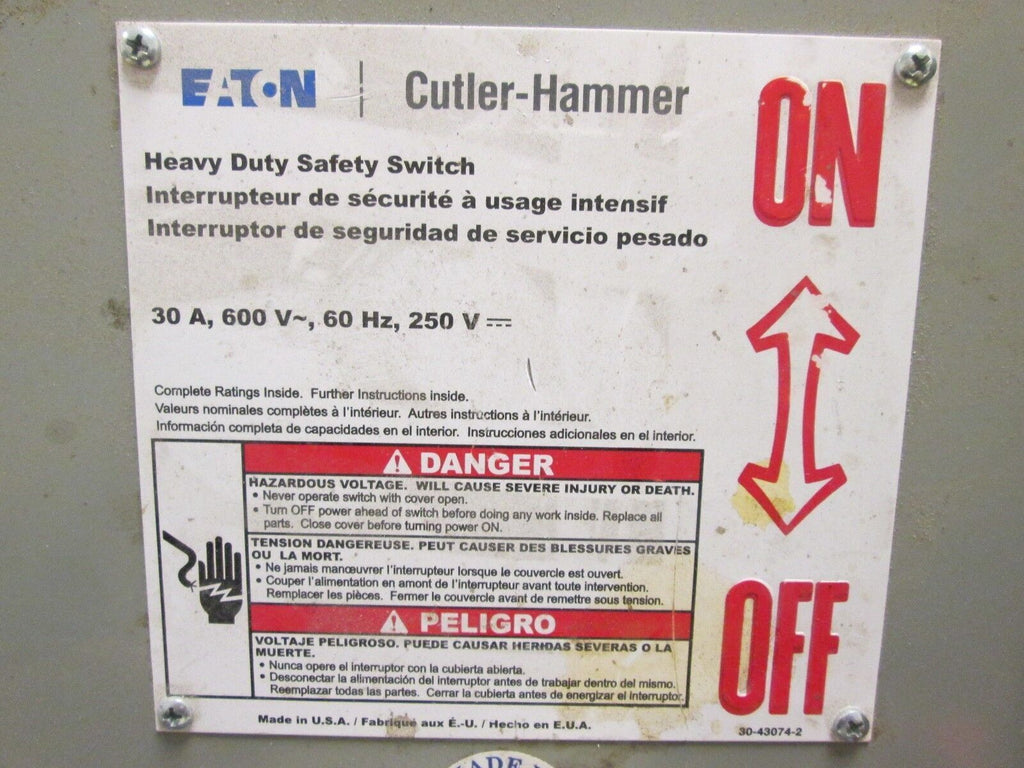 EATON | Cutler-Hammer
ON
Heavy Duty Safety Switch
Interrupteur de sécurité à usage intensif
Interruptor de seguridad de servicio pesado
30 A, 600 V~, 60 Hz, 250 V ⎓
Complete Ratings Inside. Further Instructions inside.
Valeurs nominales complètes à l'intérieur. Autres instructions à l'intérieur.
Información completa de capacidades en el interior. Instrucciones adicionales en el interior.
⚠ DANGER
HAZARDOUS VOLTAGE. WILL CAUSE SEVERE INJURY OR DEATH.
• Never operate switch with cover open.
• Turn OFF power ahead of switch before doing any work inside. Replace all
parts. Close cover before turning power ON.
TENSION DANGEREUSE. PEUT CAUSER DES BLESSURES GRAVES
OU LA MORT.
• Ne jamais manœuvrer l'interrupteur lorsque le couvercle est ouvert.
• Couper l'alimentation en amont de l'interrupteur avant toute intervention.
Remplacer les pièces. Fermer le couvercle avant de remettre sous tension.
⚠ PELIGRO
VOLTAJE PELIGROSO. PUEDE CAUSAR HERIDAS SEVERAS O LA
MUERTE.
• Nunca opere el interruptor con la cubierta abierta.
• Desconectar la alimentación del interruptor antes de trabajar dentro del mismo.
Reemplazar todas las partes. Cerrar la cubierta antes de energizar el interruptor.
OFF
Made in U.S.A. / Fabriqué aux É.-U. / Hecho en E.U.A.
30-43074-2